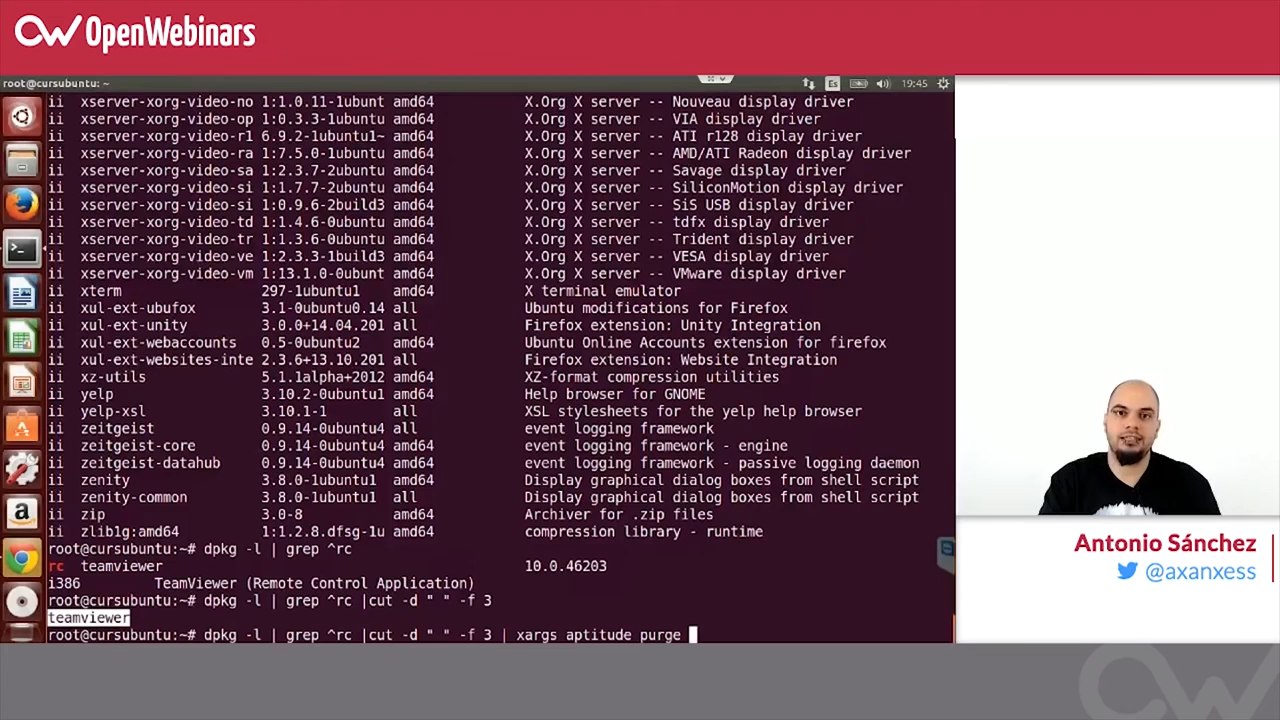 OpenWebinars
root@cursubuntu: ~
Es
19:45
ii xserver-xorg-video-no 1:1.0.11-1ubunt amd64 X.Org X server -- Nouveau display driver
ii xserver-xorg-video-op 1:0.3.3-1ubuntu amd64 X.Org X server -- VIA display driver
ii xserver-xorg-video-r1 6.9.2-1ubuntu1~ amd64 X.Org X server -- ATI r128 display driver
ii xserver-xorg-video-ra 1:7.5.0-1ubuntu amd64 X.Org X server -- AMD/ATI Radeon display driver
ii xserver-xorg-video-sa 1:2.3.7-2ubuntu amd64 X.Org X server -- Savage display driver
ii xserver-xorg-video-si 1:1.7.7-2ubuntu amd64 X.Org X server -- SiliconMotion display driver
ii xserver-xorg-video-si 1:0.9.6-2build3 amd64 X.Org X server -- SiS USB display driver
ii xserver-xorg-video-td 1:1.4.6-0ubuntu amd64 X.Org X server -- tdfx display driver
ii xserver-xorg-video-tr 1:1.3.6-0ubuntu amd64 X.Org X server -- Trident display driver
ii xserver-xorg-video-ve 1:2.3.3-1build3 amd64 X.Org X server -- VESA display driver
ii xserver-xorg-video-vm 1:13.1.0-0ubunt amd64 X.Org X server -- VMware display driver
ii xterm 297-1ubuntu1 amd64 X terminal emulator
ii xul-ext-ubufox 3.1-0ubuntu0.14 all Ubuntu modifications for Firefox
ii xul-ext-unity 3.0.0+14.04.201 all Firefox extension: Unity Integration
ii xul-ext-webaccounts 0.5-0ubuntu2 amd64 Ubuntu Online Accounts extension for firefox
ii xul-ext-websites-inte 2.3.6+13.10.201 all Firefox extension: Website Integration
ii xz-utils 5.1.1alpha+2012 amd64 XZ-format compression utilities
ii yelp 3.10.2-0ubuntu1 amd64 Help browser for GNOME
ii yelp-xsl 3.10.1-1 all XSL stylesheets for the yelp help browser
ii zeitgeist 0.9.14-0ubuntu4 all event logging framework
ii zeitgeist-core 0.9.14-0ubuntu4 amd64 event logging framework - engine
ii zeitgeist-datahub 0.9.14-0ubuntu4 amd64 event logging framework - passive logging daemon
ii zenity 3.8.0-1ubuntu1 amd64 Display graphical dialog boxes from shell script
ii zenity-common 3.8.0-1ubuntu1 all Display graphical dialog boxes from shell script
ii zip 3.0-8 amd64 Archiver for .zip files
ii zlib1g:amd64 1:1.2.8.dfsg-1u amd64 compression library - runtime
root@cursubuntu:~# dpkg -l | grep ^rc
rc teamviewer 10.0.46203
i386 TeamViewer (Remote Control Application)
root@cursubuntu:~# dpkg -l | grep ^rc |cut -d " " -f 3
teamviewer
root@cursubuntu:~# dpkg -l | grep ^rc |cut -d " " -f 3 | xargs aptitude purge
Antonio Sánchez
@axanxess